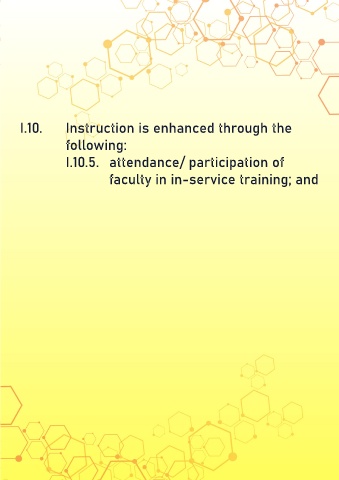 I.10. Instruction is enhanced through the
following:
I.10.5. attendance/ participation of
faculty in in-service training; and